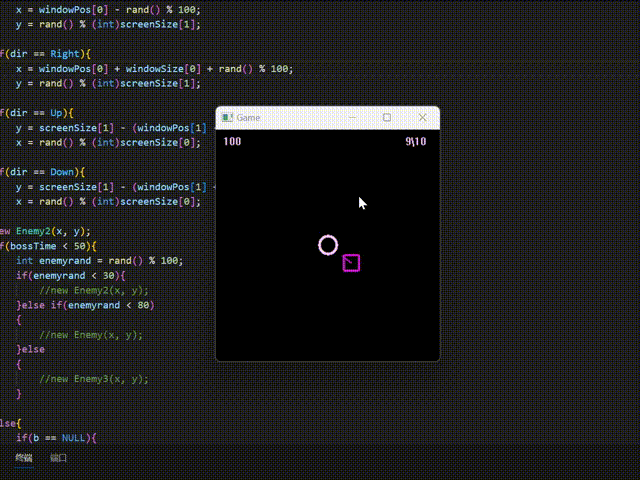 x = windowPos[0] - rand() % 100;
y = rand() % (int)screenSize[1];
f(dir == Right){
x = windowPos[0] + windowSize[0] + rand() % 100;
y = rand() % (int)screenSize[1];
f(dir == Up){
y = screenSize[1] - (windowPos[1]
x = rand() % (int)screenSize[0];
f(dir == Down){
y = screenSize[1] - (windowPos[1] +
x = rand() % (int)screenSize[0];
ew Enemy2(x, y);
f(bossTime < 50){
int enemyrand = rand() % 100;
if(enemyrand < 30){
//new Enemy2(x, y);
}else if(enemyrand < 80)
{
//new Enemy(x, y);
}else
{
//new Enemy3(x, y);
}
lse{
if(b == NULL){
终端 端口
Game
100 9\10